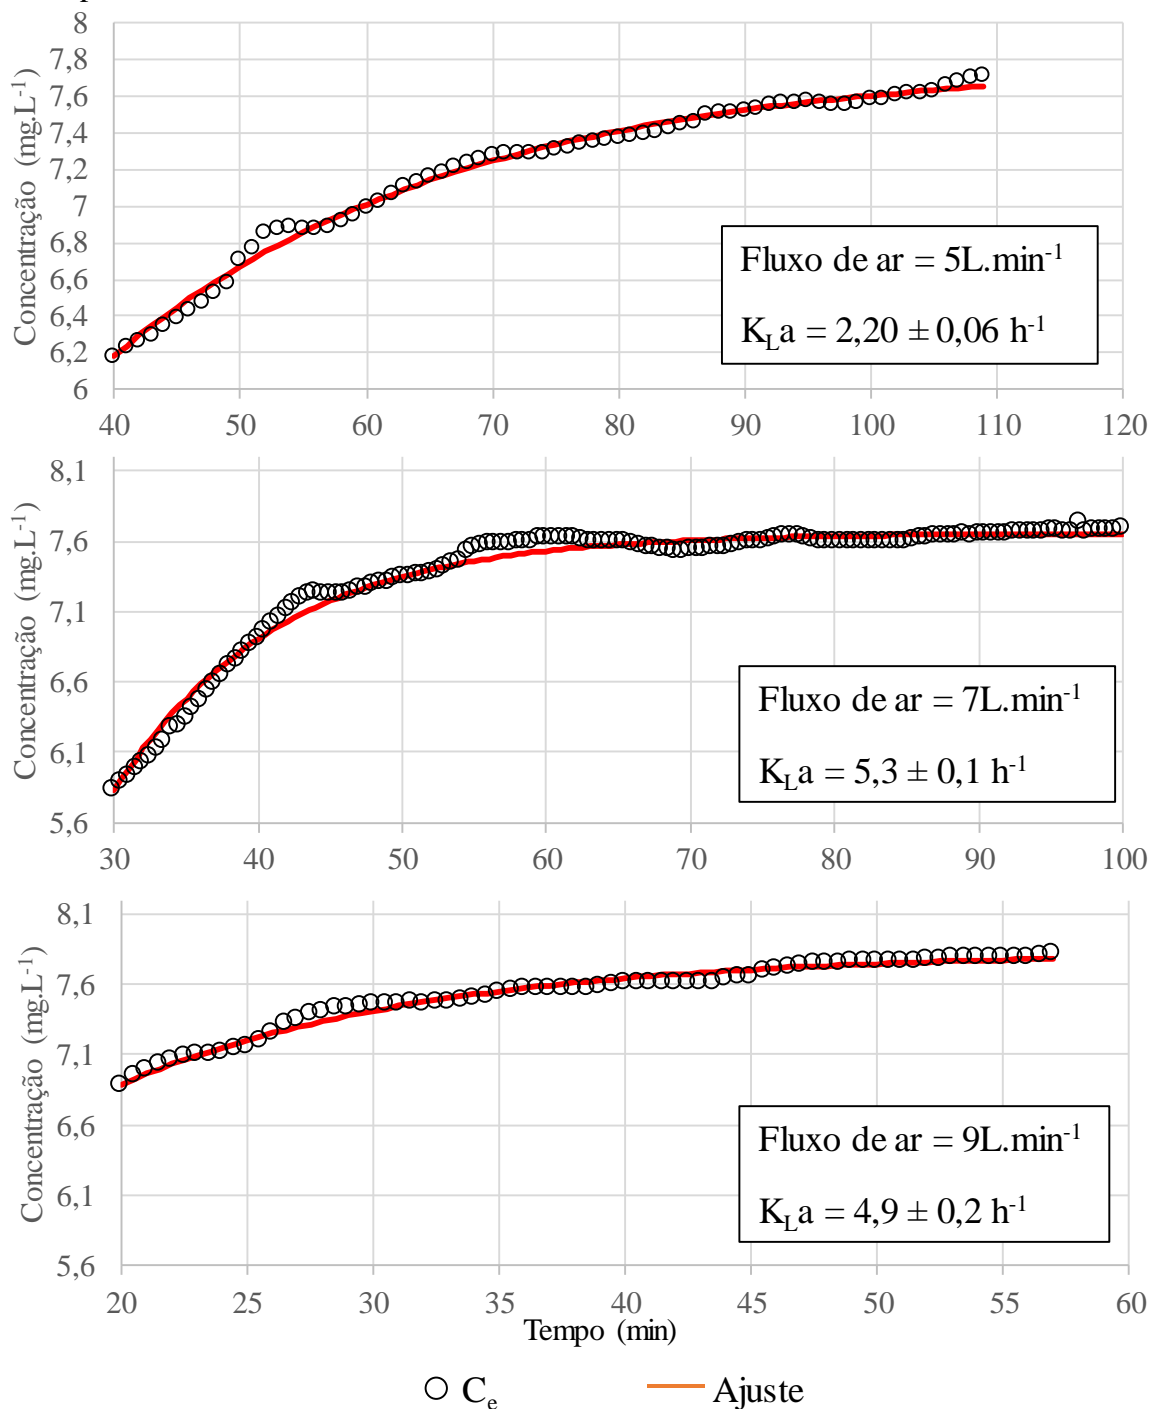 8
7,8
7,6
7,4
7,2
7
6,8
6,6
6,4
6,2
6
Concentração (mg.L-1)
Fluxo de ar = 5L.min-1
KLa = 2,20 ± 0,06 h-1
40 50 60 70 80 90 100 110 120
8,1
7,6
7,1
6,6
6,1
5,6
Concentração (mg.L-1)
Fluxo de ar = 7L.min-1
KLa = 5,3 ± 0,1 h-1
30 40 50 60 70 80 90 100
8,1
7,6
7,1
6,6
6,1
5,6
Concentração (mg.L-1)
Fluxo de ar = 9L.min-1
KLa = 4,9 ± 0,2 h-1
20 25 30 35 40 45 50 55 60
Tempo (min)
Ce Ajuste